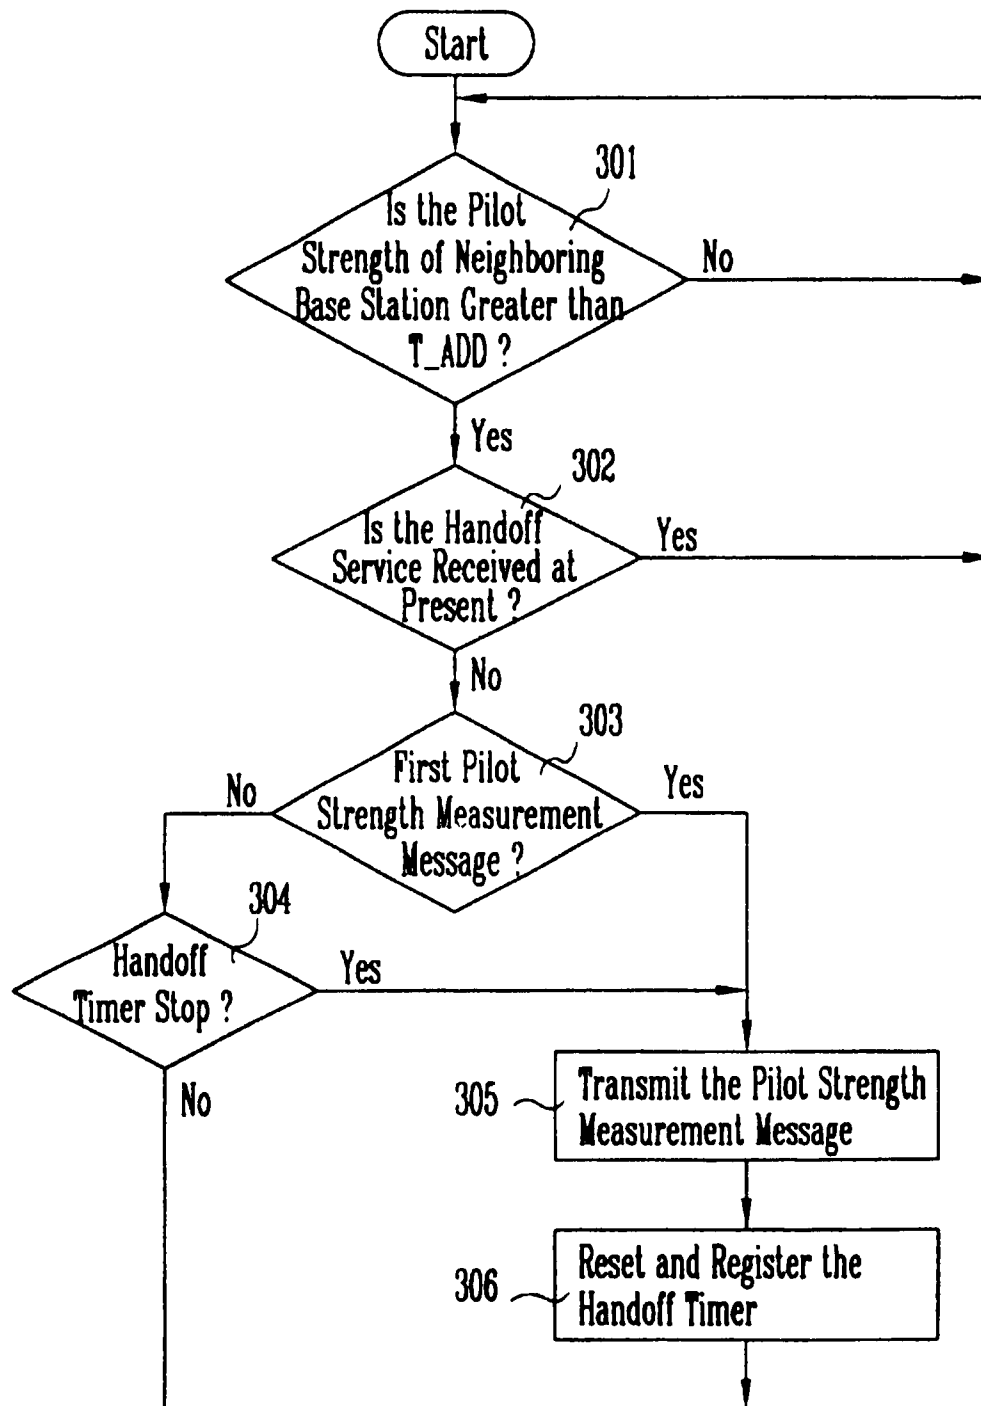 Start
301
Is the Pilot
Strength of Neighboring
Base Station Greater than
T_ADD ?
No
Yes
302
Is the Handoff
Service Received at
Present ?
Yes
No
303
First Pilot
Strength Measurement
Message ?
No
Yes
304
Handoff
Timer Stop ?
Yes
No
305
Transmit the Pilot Strength
Measurement Message
306
Reset and Register the
Handoff Timer